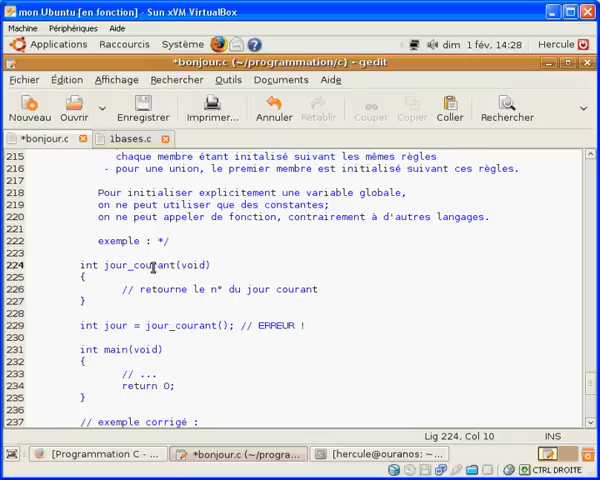 mon Ubuntu [en fonction] - Sun xVM VirtualBox
Machine Périphériques Aide
Applications Raccourcis Système dim 1 fév, 14:28 Hercule
*bonjour.c (~/programmation/c) - gedit
Fichier Édition Affichage Rechercher Outils Documents Aide
Nouveau Ouvrir Enregistrer Imprimer... Annuler Rétablir Couper Copier Coller Rechercher
*bonjour.c 1bases.c
215 chaque membre étant initalisé suivant les mêmes règles
216 - pour une union, le premier membre est initialisé suivant ces règles.
217
218 Pour initialiser explicitement une variable globale,
219 on ne peut utiliser que des constantes;
220 on ne peut appeler de fonction, contrairement à d'autres langages.
221
222 exemple : */
223
224 int jour_courant(void)
225 {
226 // retourne le n° du jour courant
227 }
228
229 int jour = jour_courant(); // ERREUR !
230
231 int main(void)
232 {
233 // ...
234 return 0;
235 }
236
237 // exemple corrigé :
Lig 224, Col 10 INS
[Programmation C - ... *bonjour.c (~/progra... [hercule@ouranos: ~...
CTRL DROITE